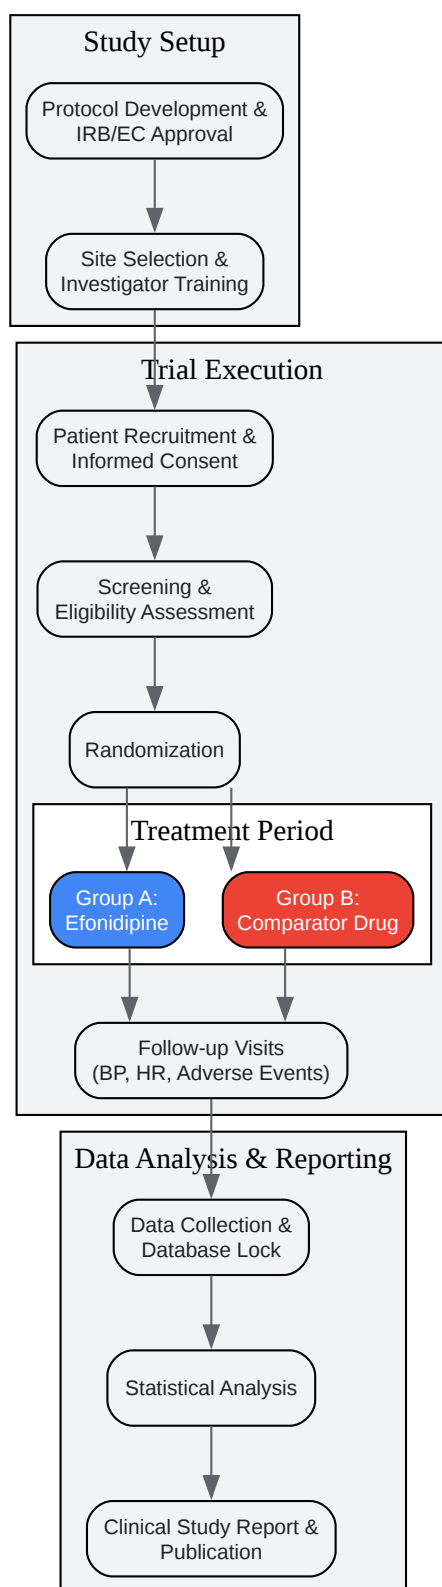 Study Setup
Protocol Development &
IRB/EC Approval
Site Selection &
Investigator Training
Trial Execution
Patient Recruitment &
Informed Consent
Screening &
Eligibility Assessment
Randomization
Treatment Period
Group A:
Efonidipine
Group B:
Comparator Drug
Follow-up Visits
(BP, HR, Adverse Events)
Data Analysis & Reporting
Data Collection &
Database Lock
Statistical Analysis
Clinical Study Report &
Publication